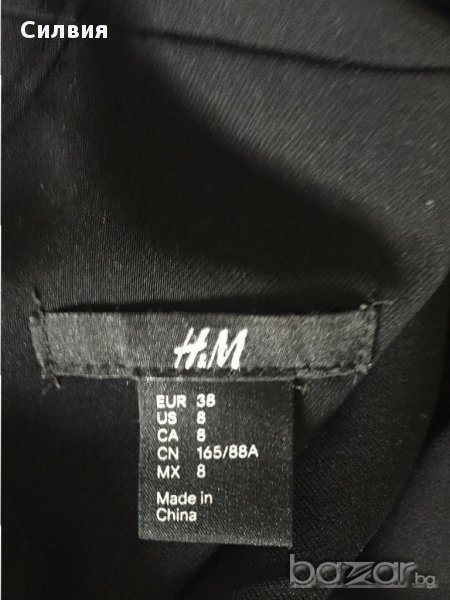 Силвия
H&M
EUR 38
US 8
CA 8
CN 165/88A
MX 8
Made in
China
bazar.bg